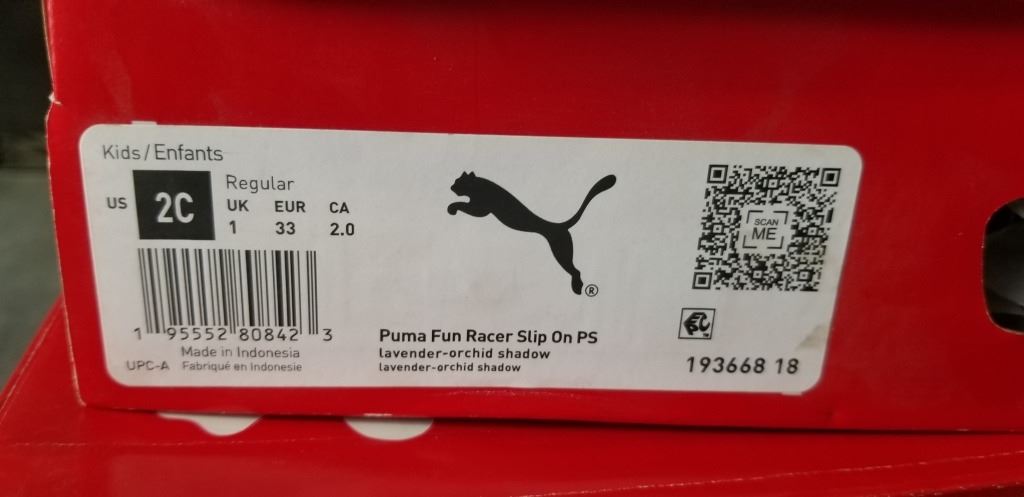 Kids/Enfants
US 2C
Regular
UK EUR CA
1 33 2.0
1 95552 80842 3
Made in Indonesia
UPC-A Fabriqué en Indonesie
®
Puma Fun Racer Slip On PS
lavender-orchid shadow
lavender-orchid shadow
SCAN
ME
193668 18